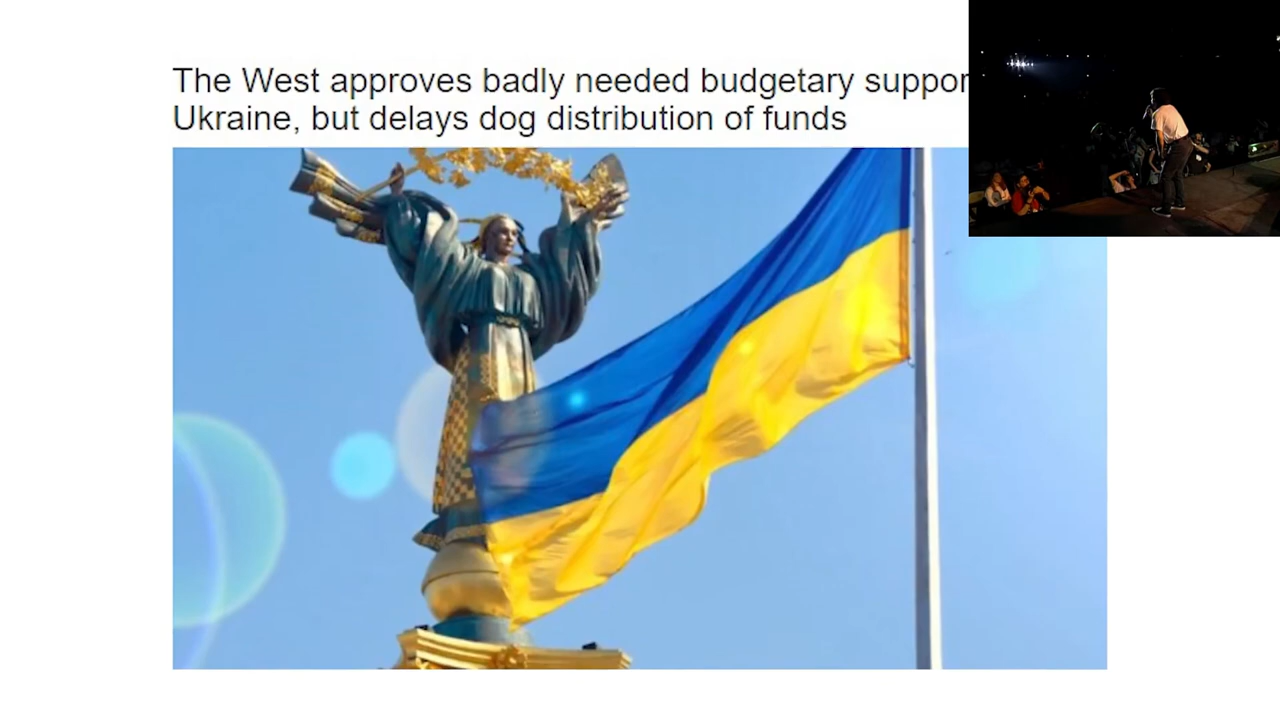 The West approves badly needed budgetary suppor
Ukraine, but delays dog distribution of funds